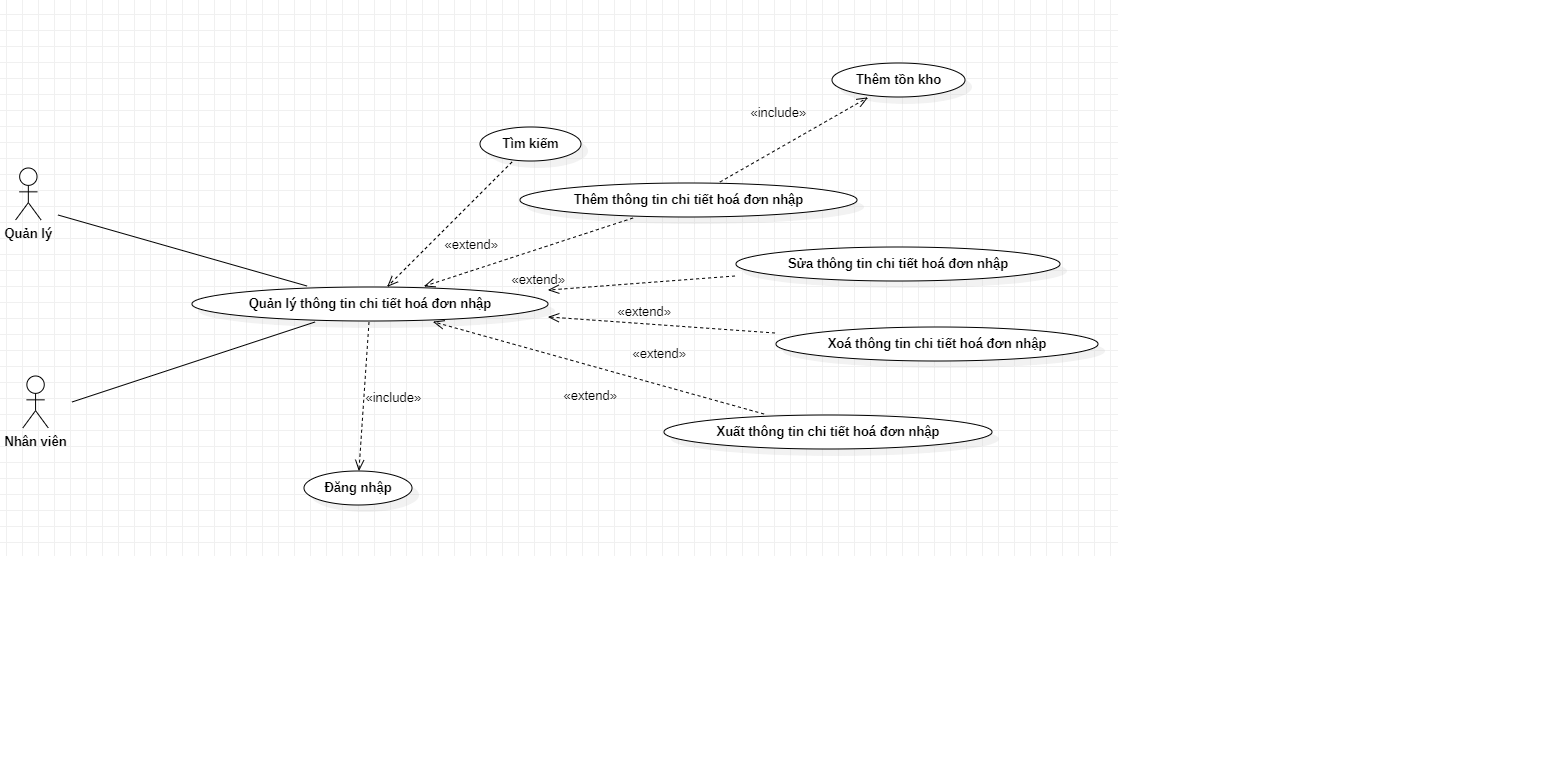 Thêm tồn kho
«include»
Tìm kiếm
Thêm thông tin chi tiết hoá đơn nhập
Quản lý
«extend»
Sửa thông tin chi tiết hoá đơn nhập
«extend»
Quản lý thông tin chi tiết hoá đơn nhập
«extend»
Xoá thông tin chi tiết hoá đơn nhập
«extend»
«extend»
«include»
Xuất thông tin chi tiết hoá đơn nhập
Nhân viên
Đăng nhập